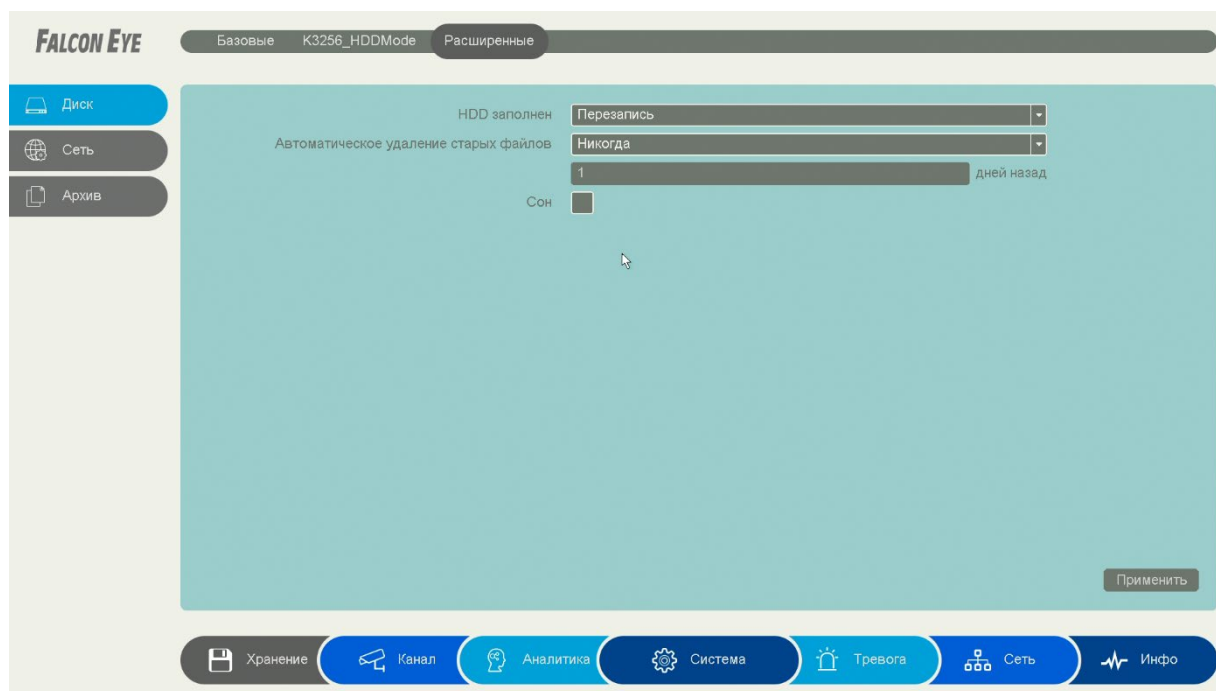 FALCON EYE
Базовые K3256_HDDMode Расширенные
Диск
Сеть
Архив
HDD заполнен Перезапись
Автоматическое удаление старых файлов Никогда
1 дней назад
Сон
Применить
Хранение Канал Аналитика Система Тревога Сеть Инфо